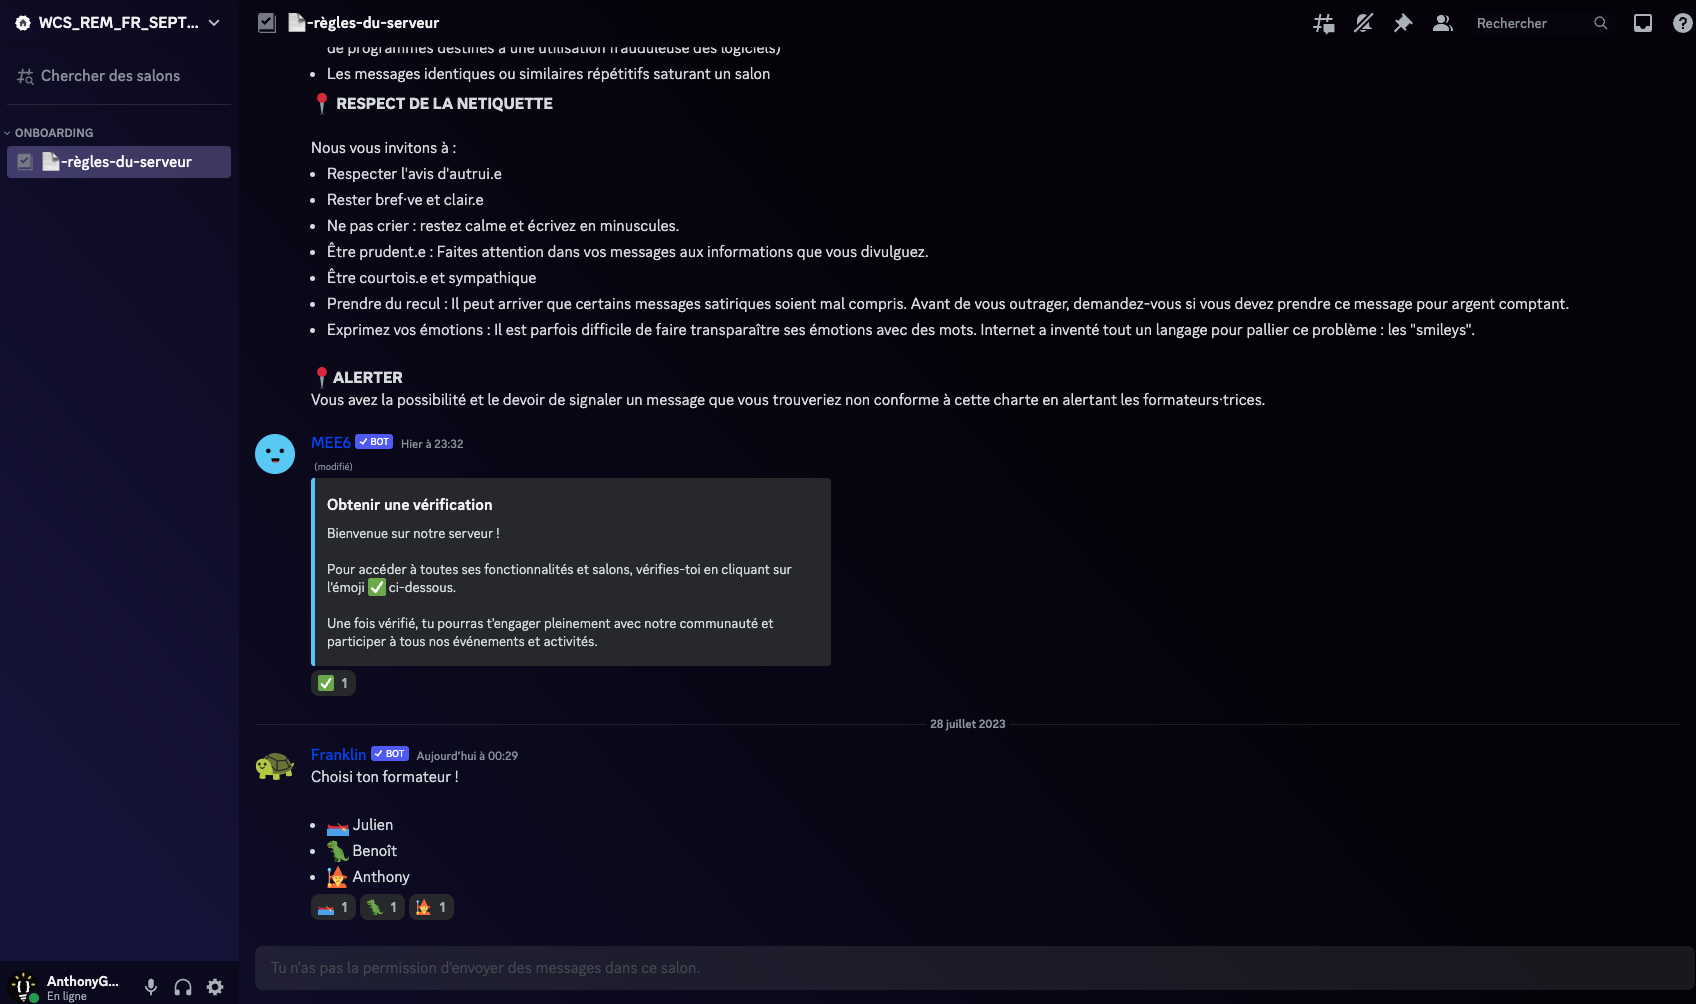 WCS_REM_FR_SEPT...
Chercher des salons
ONBOARDING
-règles-du-serveur
-règles-du-serveur
Rechercher
de programmes destinés à une utilisation frauduleuse des logiciels)
Les messages identiques ou similaires répétitifs saturant un salon
RESPECT DE LA NETIQUETTE
Nous vous invitons à :
Respecter l'avis d'autrui.e
Rester bref·ve et clair.e
Ne pas crier : restez calme et écrivez en minuscules.
Être prudent.e : Faites attention dans vos messages aux informations que vous divulguez.
Être courtois.e et sympathique
Prendre du recul : Il peut arriver que certains messages satiriques soient mal compris. Avant de vous outrager, demandez-vous si vous devez prendre ce message pour argent comptant.
Exprimez vos émotions : Il est parfois difficile de faire transparaître ses émotions avec des mots. Internet a inventé tout un langage pour pallier ce problème : les "smileys".
ALERTER
Vous avez la possibilité et le devoir de signaler un message que vous trouveriez non conforme à cette charte en alertant les formateurs·trices.
MEE6 BOT Hier à 23:32
(modifié)
Obtenir une vérification
Bienvenue sur notre serveur !
Pour accéder à toutes ses fonctionnalités et salons, vérifies-toi en cliquant sur
l'émoji ✅ ci-dessous.
Une fois vérifié, tu pourras t'engager pleinement avec notre communauté et
participer à tous nos événements et activités.
1
28 juillet 2023
Franklin BOT Aujourd'hui à 00:29
Choisi ton formateur !
Julien
Benoît
Anthony
1 1 1
Tu n'as pas la permission d'envoyer des messages dans ce salon.
AnthonyG...
En ligne